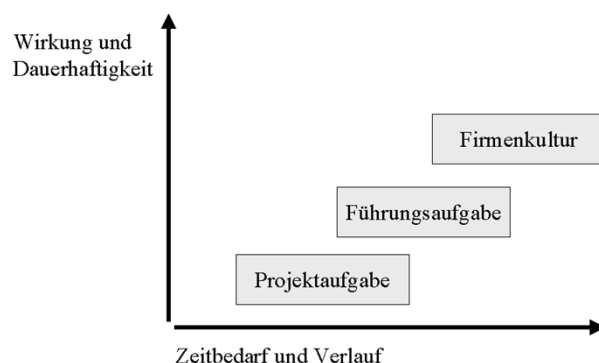 Wirkung und
Dauerhaftigkeit
Firmenkultur
Führungsaufgabe
Projektaufgabe
Zeitbedarf und Verlauf